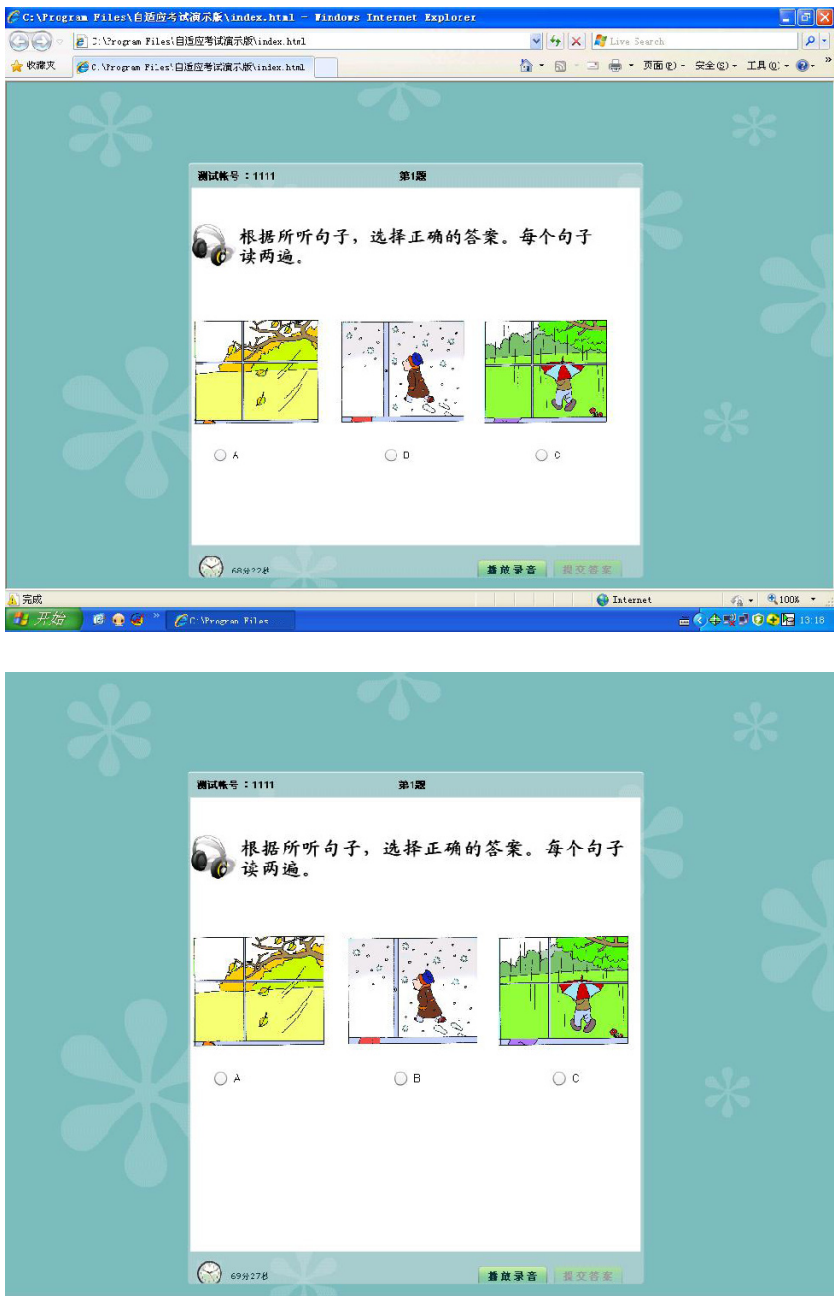 C:\Program Files\自适应考试演示版\index.html - Windows Internet Explorer
C:\Program Files\自适应考试演示版\index.html
Live Search
收藏夹
C:\Program Files\自适应考试演示版\index.html
页面(P)
安全(S)
工具(O)
测试帐号：1111
第1题
根据所听句子，选择正确的答案。每个句子
读两遍。
A
C
68分22秒
播放录音
提交答案
完成
Internet
100%
开始
C:\Program Files
13:18
测试帐号：1111
第1题
根据所听句子，选择正确的答案。每个句子
读两遍。
A
B
C
69分27秒
播放录音
提交答案